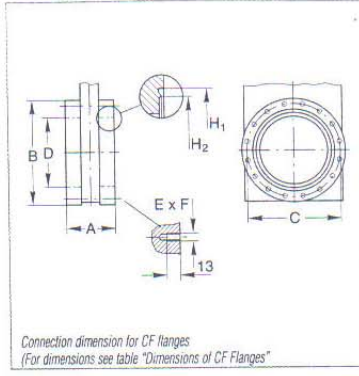 H₁
H₂
B
D
A
E x F
13
C
Connection dimension for CF flanges
(For dimensions see table "Dimensions of CF Flanges"